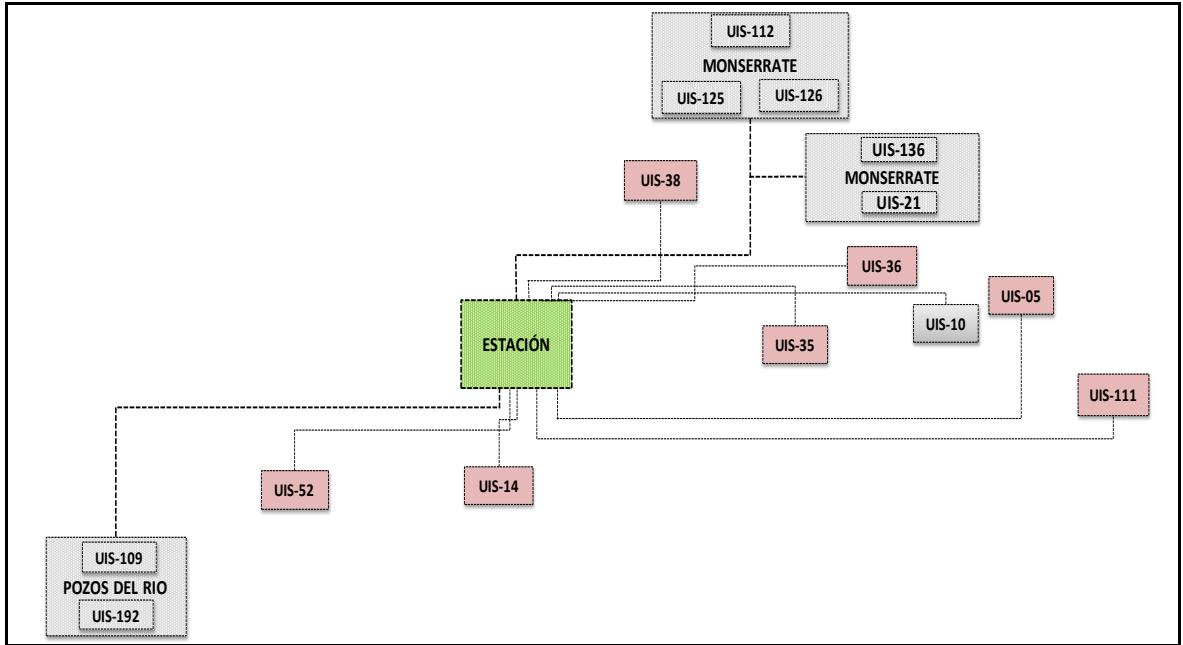 UIS-112
MONSERRATE
UIS-125
UIS-126
UIS-136
MONSERRATE
UIS-21
UIS-38
UIS-36
UIS-05
UIS-10
UIS-35
ESTACIÓN
UIS-111
UIS-52
UIS-14
UIS-109
POZOS DEL RIO
UIS-192